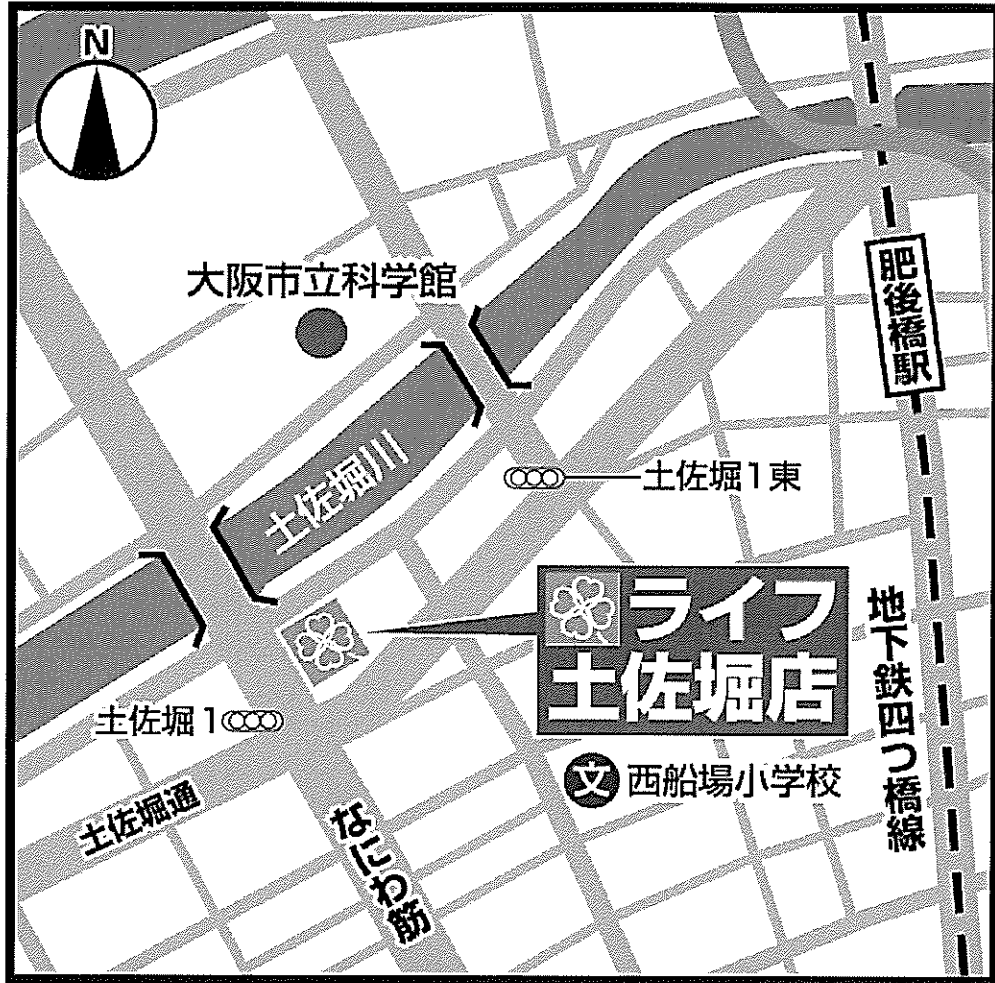 N
大阪市立科学館
肥後橋駅
土佐堀川
土佐堀1東
ライフ
土佐堀店
地下鉄四つ橋線
土佐堀1
文 西船場小学校
土佐堀通
なにわ筋